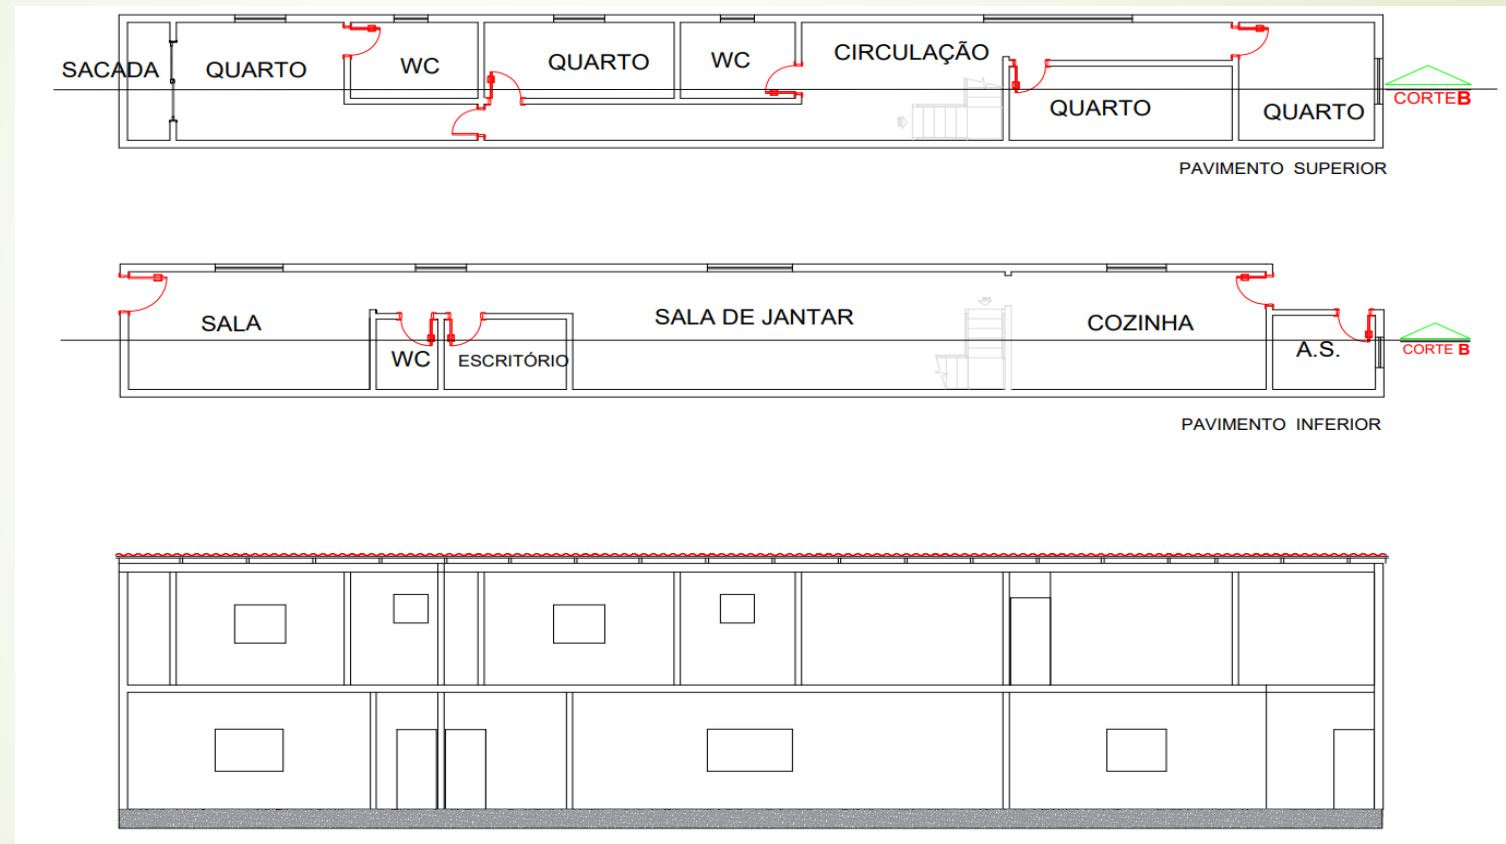 SACADA
QUARTO
WC
QUARTO
WC
CIRCULAÇÃO
QUARTO
QUARTO
CORTE B
PAVIMENTO SUPERIOR
SALA
WC
ESCRITÓRIO
SALA DE JANTAR
COZINHA
A.S.
CORTE B
PAVIMENTO INFERIOR